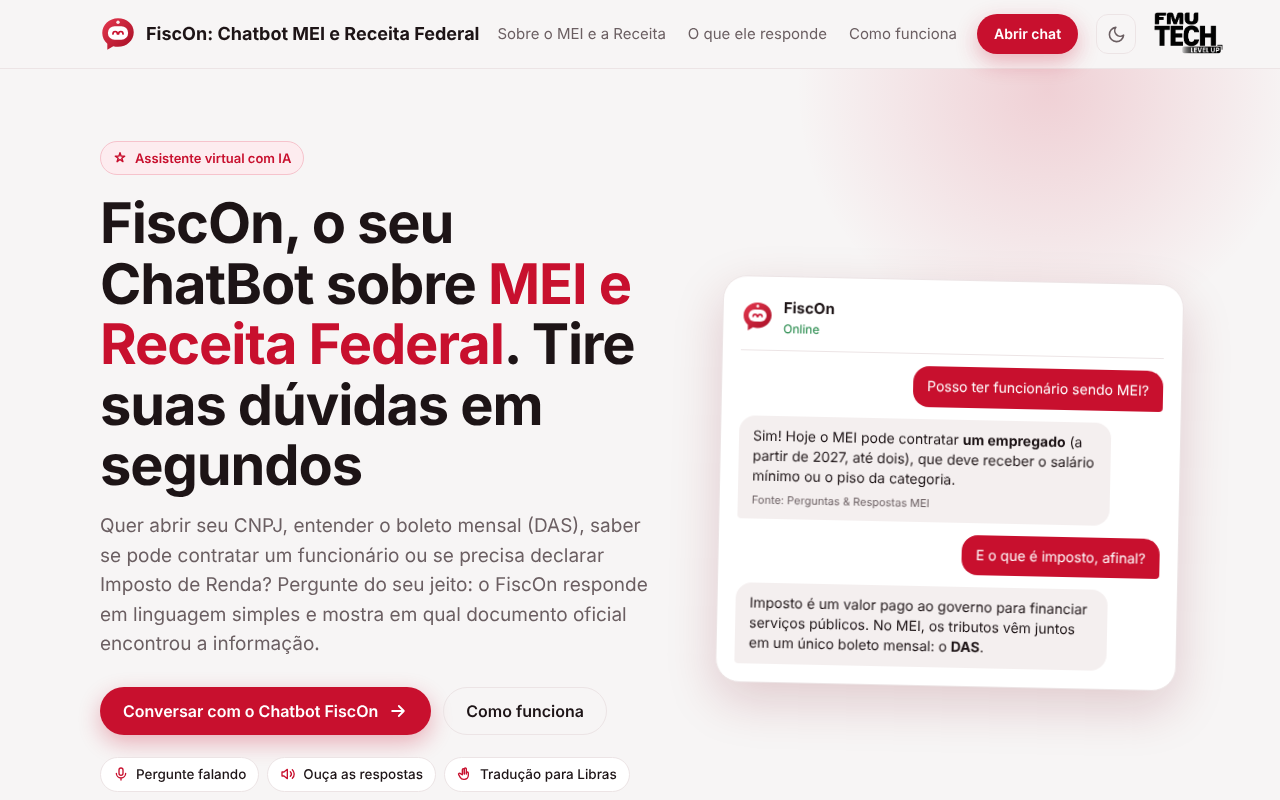 FiscOn: Chatbot MEI e Receita Federal
Sobre o MEI e a Receita
O que ele responde
Como funciona
Abrir chat
FMU
TECH
LEVEL UP
Assistente virtual com IA
FiscOn, o seu
ChatBot sobre MEI e
Receita Federal. Tire
suas dúvidas em
segundos
Quer abrir seu CNPJ, entender o boleto mensal (DAS), saber
se pode contratar um funcionário ou se precisa declarar
Imposto de Renda? Pergunte do seu jeito: o FiscOn responde
em linguagem simples e mostra em qual documento oficial
encontrou a informação.
Conversar com o Chatbot FiscOn
Como funciona
Pergunte falando
Ouça as respostas
Tradução para Libras
FiscOn
Online
Posso ter funcionário sendo MEI?
Sim! Hoje o MEI pode contratar um empregado (a
partir de 2027, até dois), que deve receber o salário
mínimo ou o piso da categoria.
Fonte: Perguntas & Respostas MEI
E o que é imposto, afinal?
Imposto é um valor pago ao governo para financiar
serviços públicos. No MEI, os tributos vêm juntos
em um único boleto mensal: o DAS.